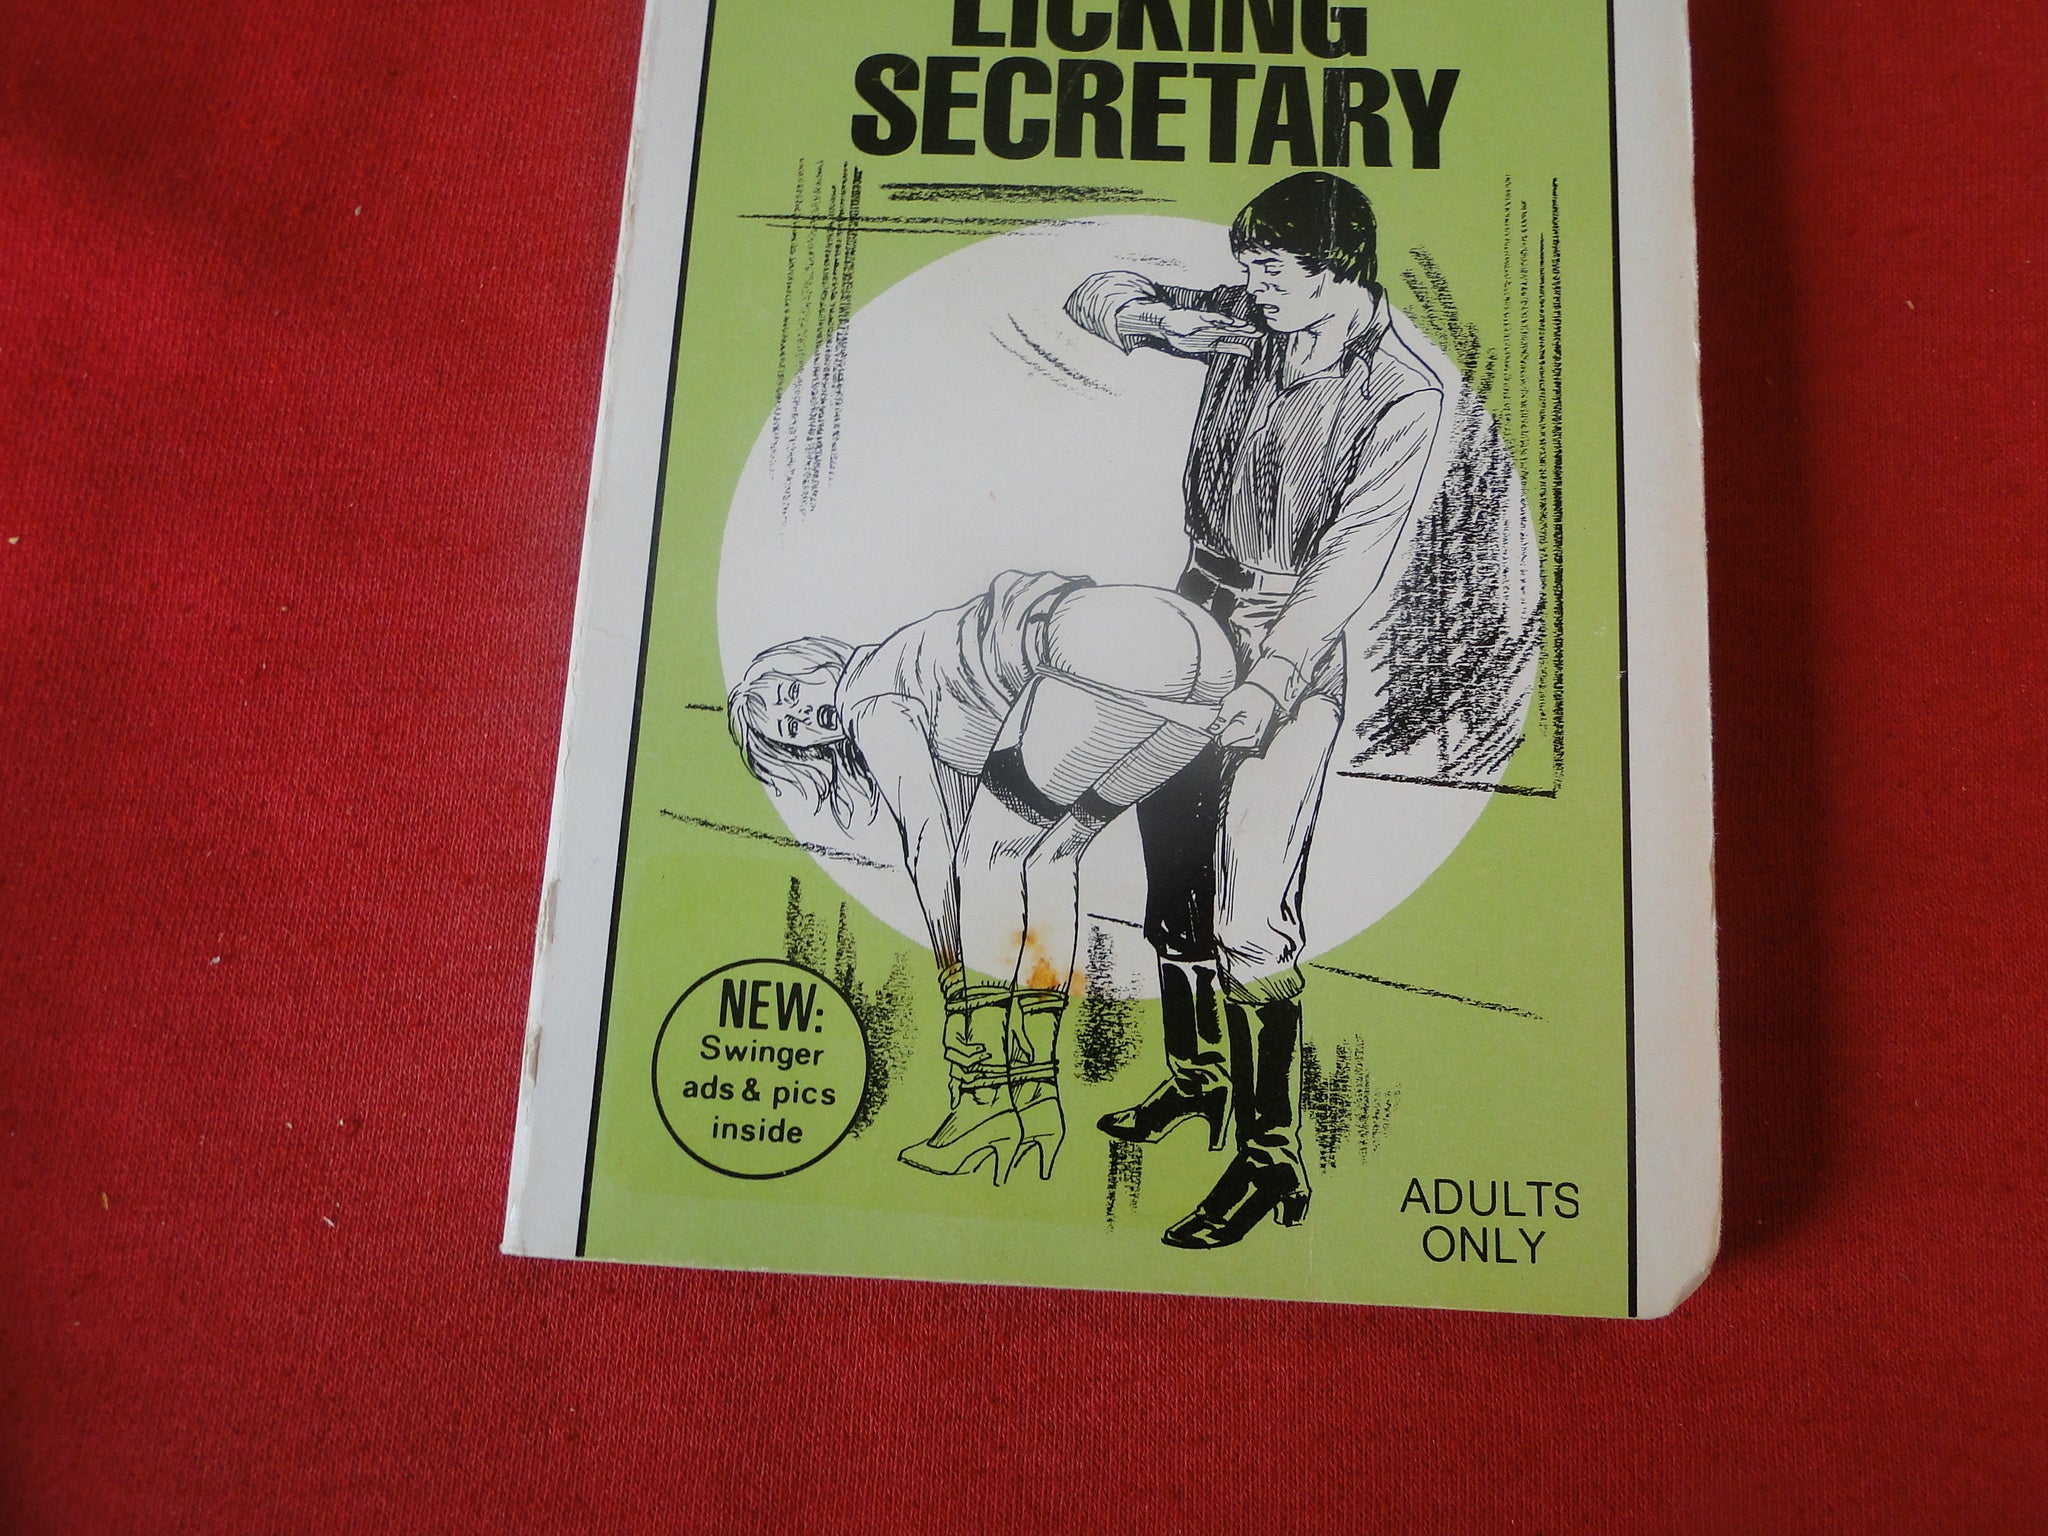 LICKING
SECRETARY
NEW:
Swinger
ads & pics
inside
ADULTS
ONLY